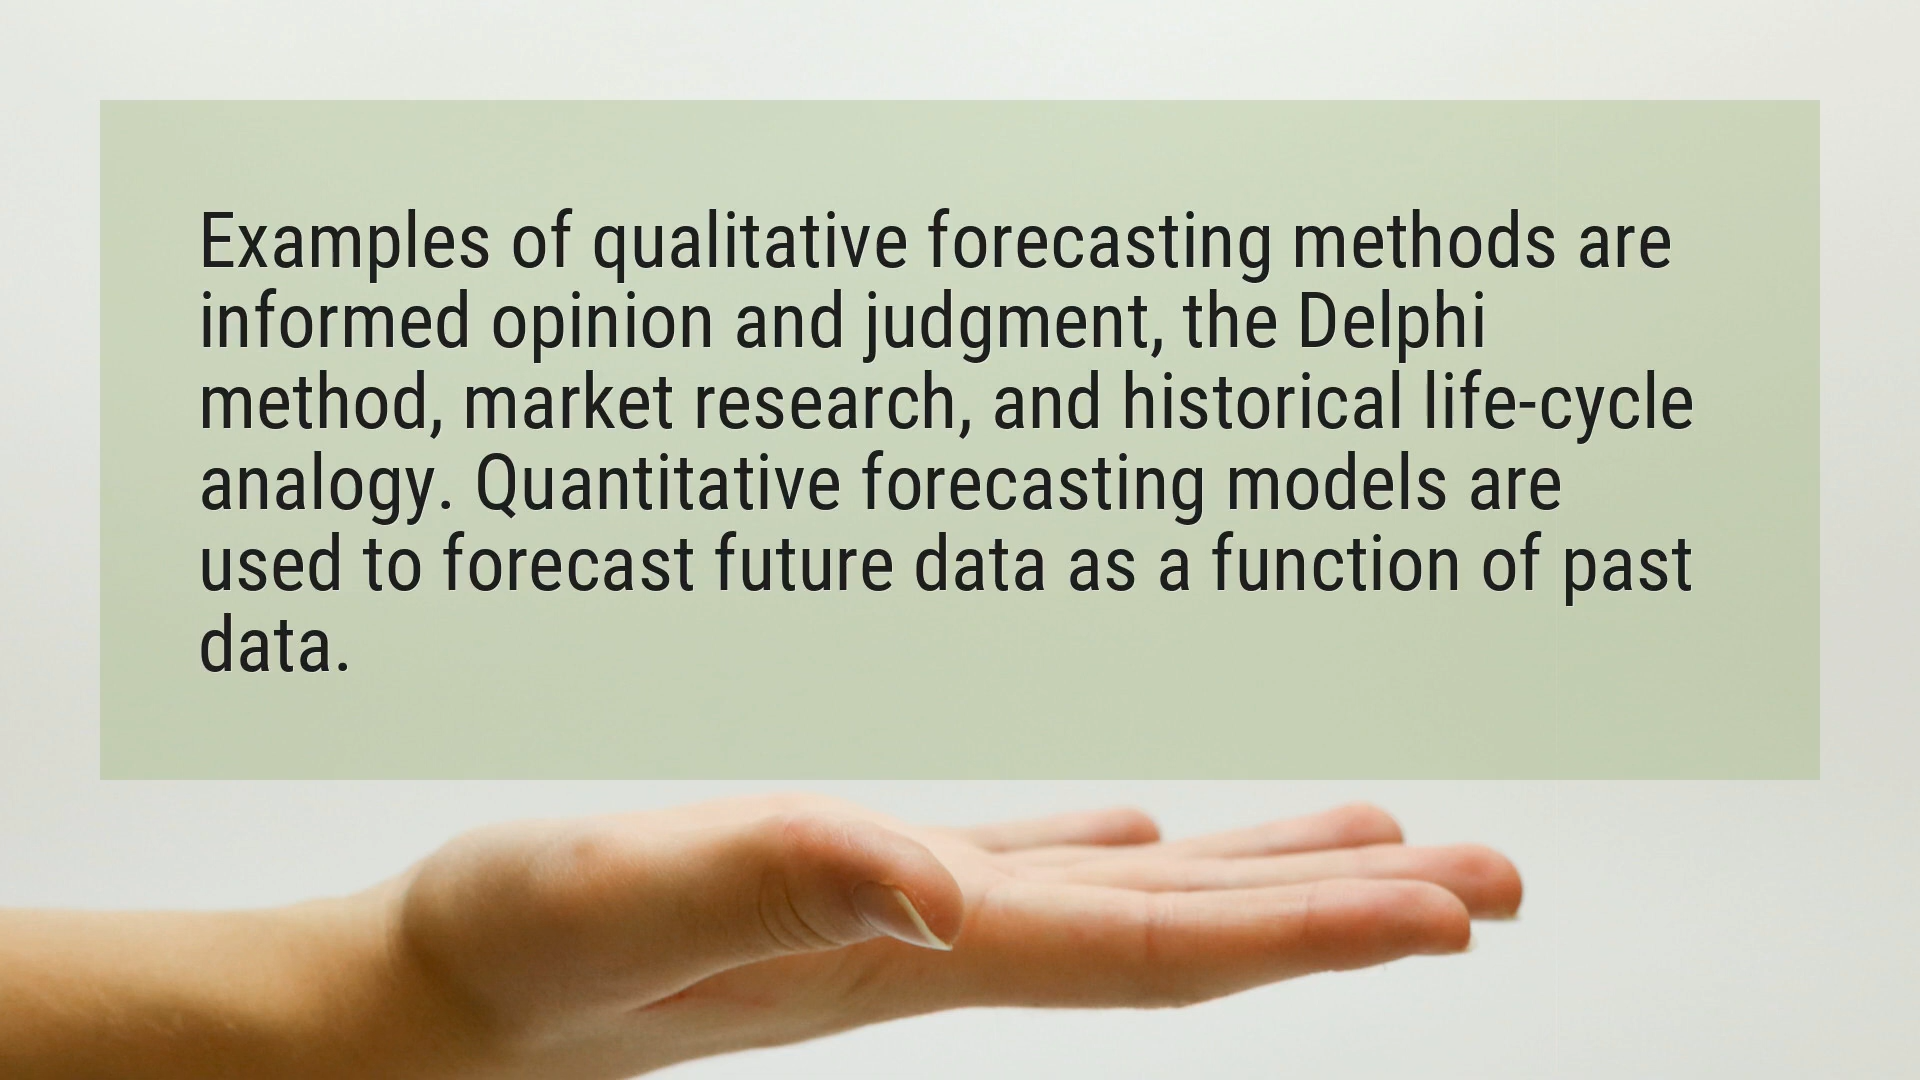 Examples of qualitative forecasting methods are
informed opinion and judgment, the Delphi
method, market research, and historical life-cycle
analogy. Quantitative forecasting models are
used to forecast future data as a function of past
data.